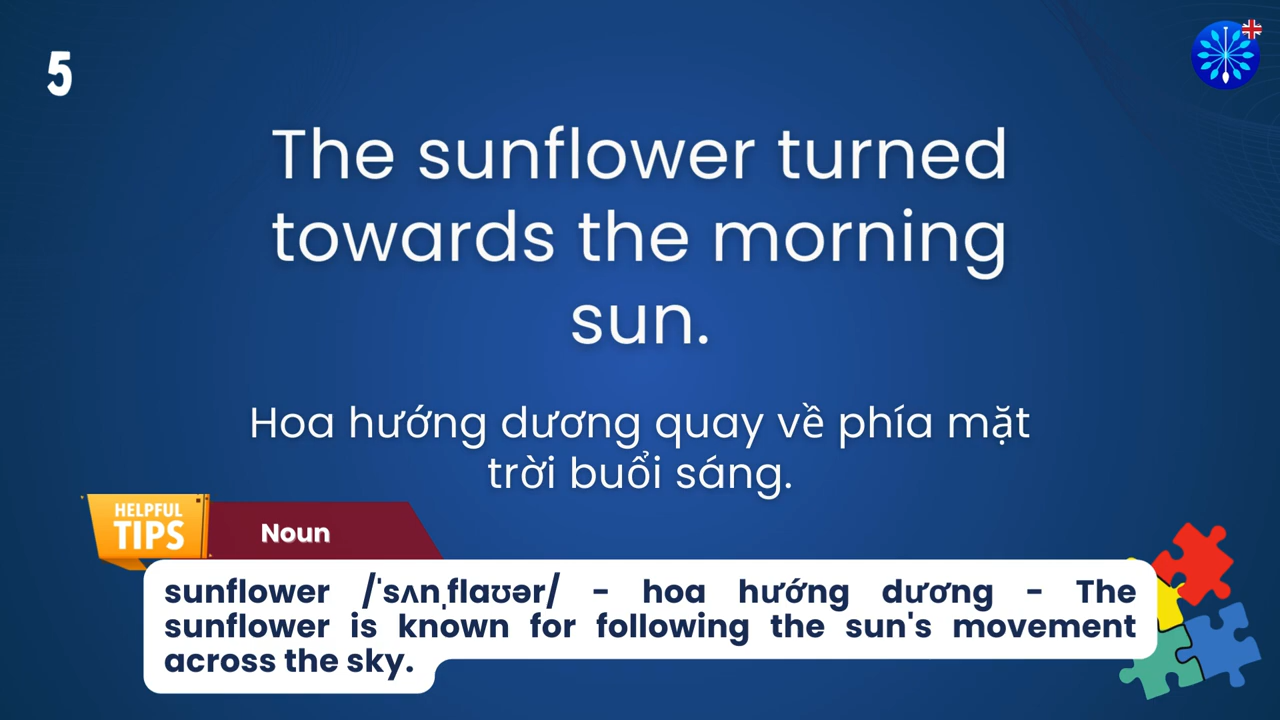 5
The sunflower turned
towards the morning
sun.
Hoa hướng dương quay về phía mặt
trời buổi sáng.
HELPFUL
TIPS
Noun
sunflower /ˈsʌnˌflaʊər/ - hoa hướng dương - The
sunflower is known for following the sun's movement
across the sky.